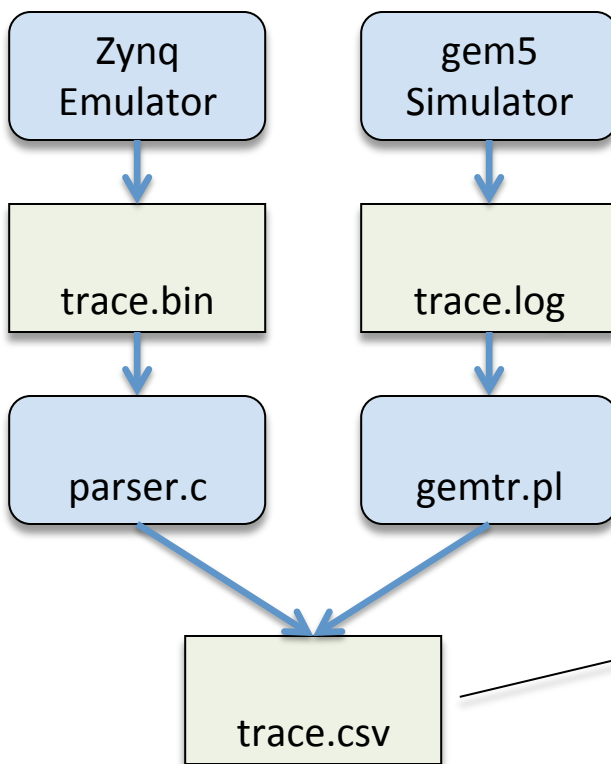 Zynq
Emulator
gem5
Simulator
trace.bin
trace.log
parser.c
gemtr.pl
trace.csv